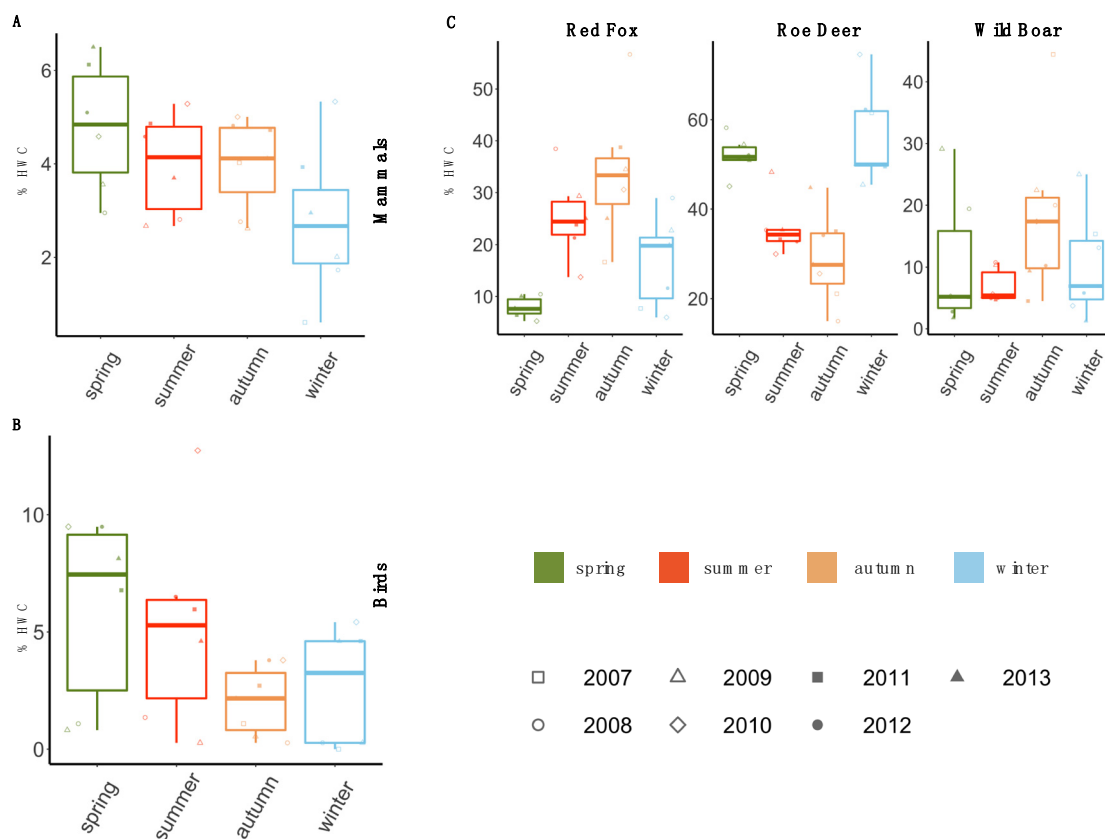 A
% HWC
6
4
2
spring
summer
autumn
winter
Mammals
B
% HWC
10
5
0
spring
summer
autumn
winter
Birds
C
Red Fox
Roe Deer
Wild Boar
% HWC
50
40
30
20
10
60
40
20
40
30
20
10
0
spring
summer
autumn
winter
spring
summer
autumn
winter
spring
summer
autumn
winter
spring
summer
autumn
winter
2007
2009
2011
2013
2008
2010
2012